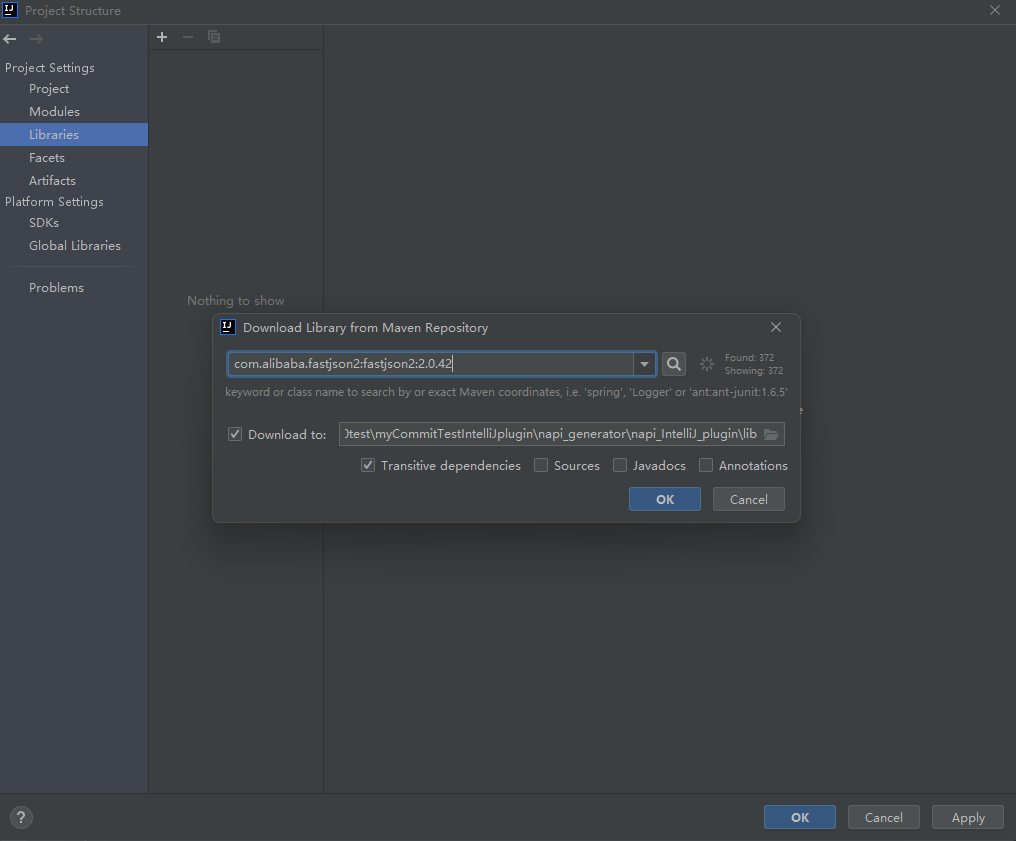 Project Structure
Project Settings
Project
Modules
Libraries
Facets
Artifacts
Platform Settings
SDKs
Global Libraries
Problems
Nothing to show
Download Library from Maven Repository
com.alibaba.fastjson2:fastjson2:2.0.42
Found: 372
Showing: 372
keyword or class name to search by or exact Maven coordinates, i.e. 'spring', 'Logger' or 'ant:ant-junit:1.6.5'
Download to:
test\myCommitTestIntelliJplugin\napi_generator\napi_IntelliJ_plugin\lib
Transitive dependencies
Sources
Javadocs
Annotations
OK
Cancel
?
OK
Cancel
Apply